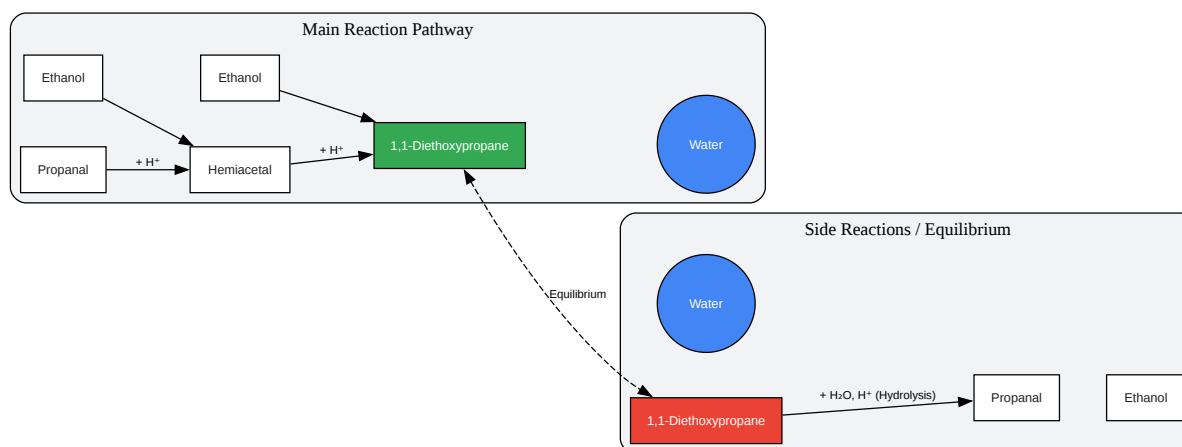 Main Reaction Pathway
Ethanol
Ethanol
1,1-Diethoxypropane
Water
+ H⁺
+ H⁺
Propanal
Hemiacetal
Equilibrium
Side Reactions / Equilibrium
Water
+ H₂O, H⁺ (Hydrolysis)
1,1-Diethoxypropane
Propanal
Ethanol